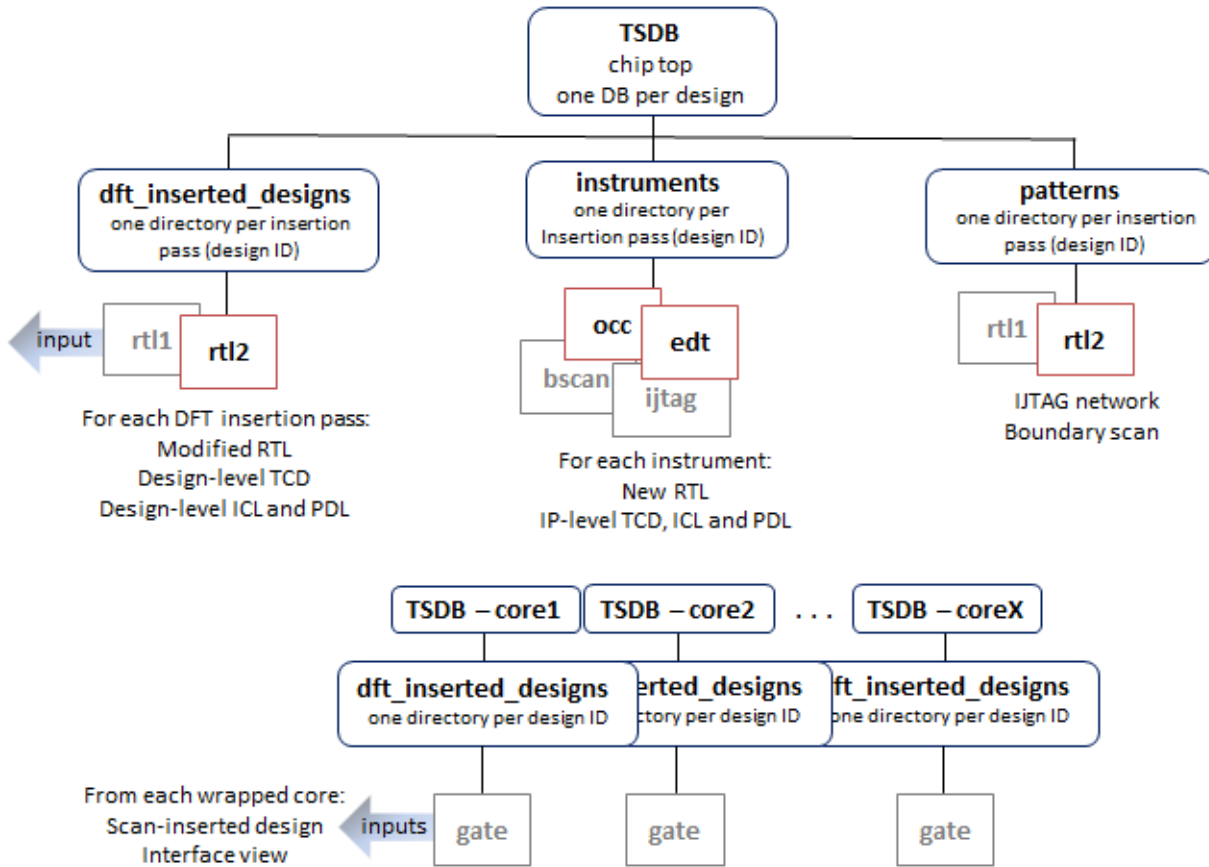 TSDB
chip top
one DB per design
dft_inserted_designs
one directory per insertion
pass (design ID)
instruments
one directory per
Insertion pass (design ID)
patterns
one directory per insertion
pass (design ID)
input
rtl1
rtl2
occ
edt
bscan
ijtag
rtl1
rtl2
For each DFT insertion pass:
Modified RTL
Design-level TCD
Design-level ICL and PDL
For each instrument:
New RTL
IP-level TCD, ICL and PDL
IJTAG network
Boundary scan
TSDB – core1
TSDB – core2
. . .
TSDB – coreX
dft_inserted_designs
one directory per design ID
erted_designs
ctory per design ID
ft_inserted_designs
one directory per design ID
From each wrapped core:
Scan-inserted design
Interface view
inputs
gate
gate
gate